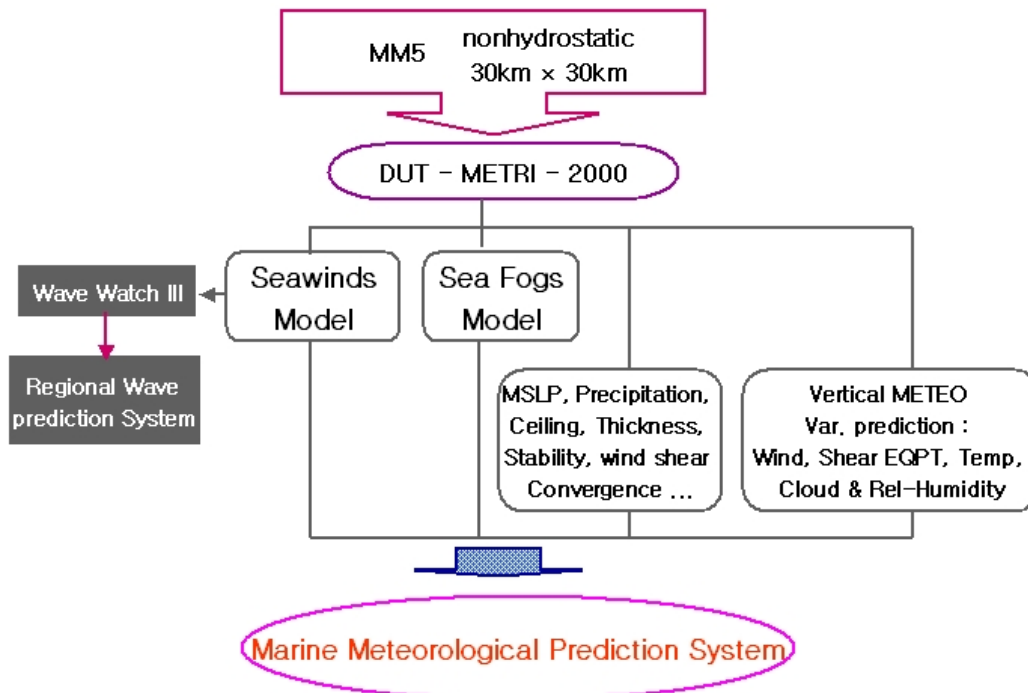 MM5 nonhydrostatic
30km × 30km
DUT - METRI - 2000
Seawinds
Model
Sea Fogs
Model
Wave Watch III
Regional Wave
prediction System
MSLP, Precipitation,
Ceiling, Thickness,
Stability, wind shear
Convergence ...
Vertical METEO
Var. prediction :
Wind, Shear EQPT, Temp,
Cloud & Rel-Humidity
Marine Meteorological Prediction System